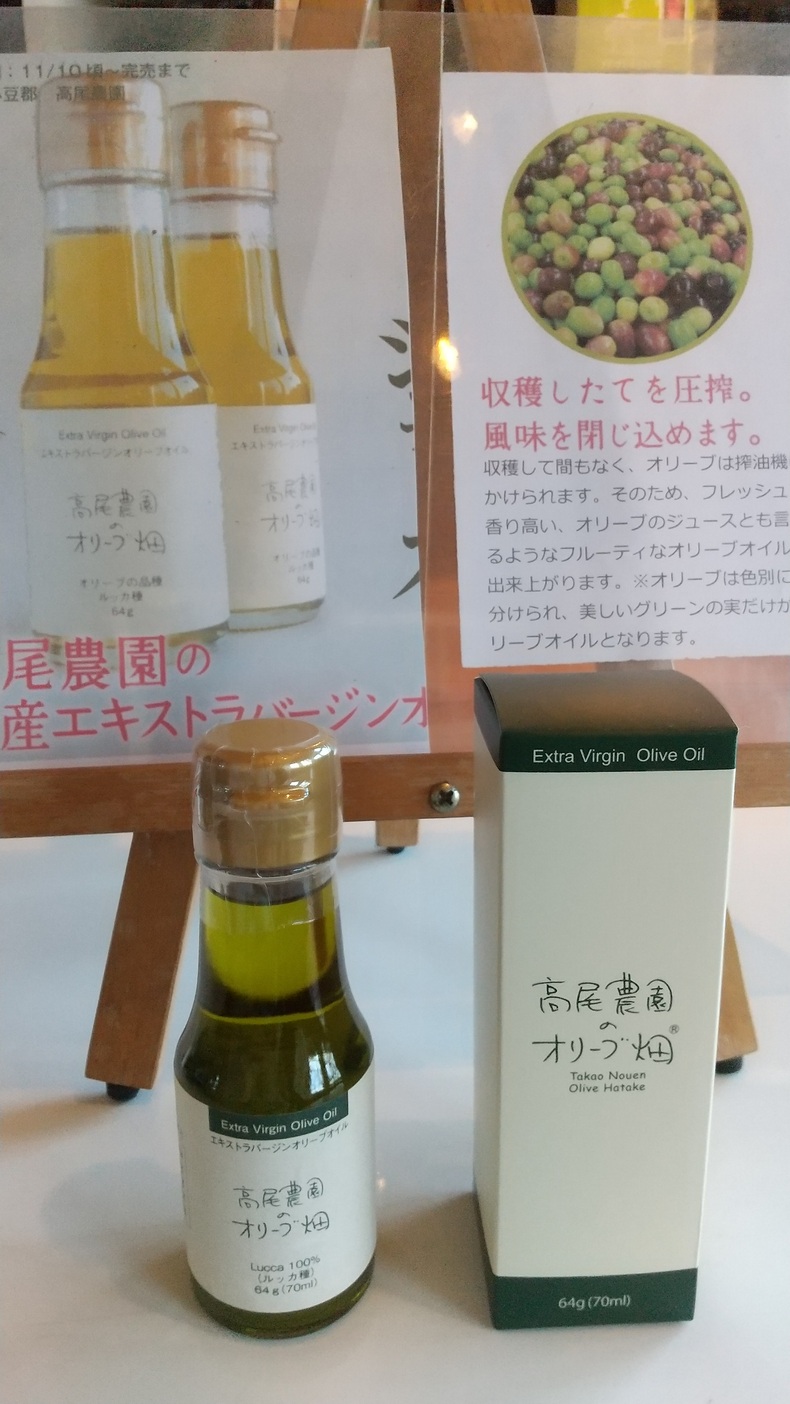 11/10頃~完売まで
豆郡 高尾農園
Extra Virgin Olive Oil
エキストラバージンオリーブオイル
高尾農園
の
オリーブ畑
オリーブの品種
ルッカ種
64g
尾農園の
産エキストラバージンオ
収穫したてを圧搾。
風味を閉じ込めます。
収穫して間もなく、オリーブは搾油機
かけられます。そのため、フレッシュ
香り高い、オリーブのジュースとも言
るようなフルーティなオリーブオイル
出来上がります。※オリーブは色別に
分けられ、美しいグリーンの実だけが
リーブオイルとなります。
Extra Virgin Olive Oil
エキストラバージンオリーブオイル
高尾農園
の
オリーブ畑
Lucca 100%
(ルッカ種)
64g(70ml)
Extra Virgin Olive Oil
高尾農園
の
オリーブ畑®
Takao Nouen
Olive Hatake
64g(70ml)